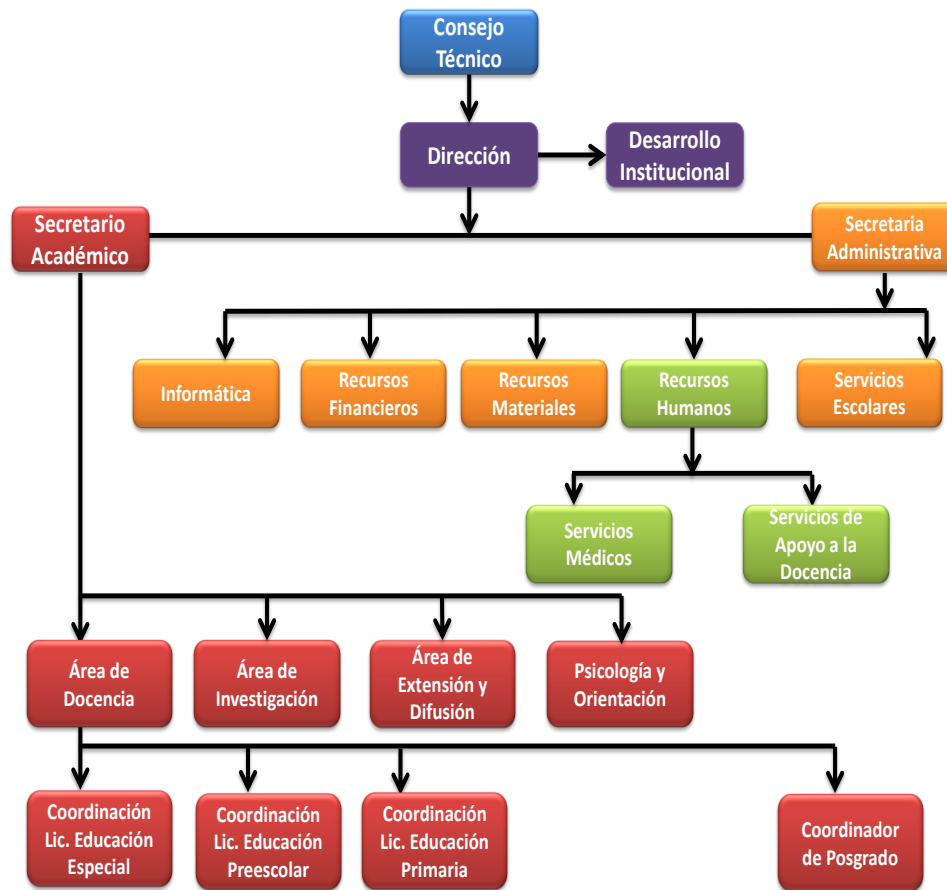 Consejo
Técnico
Dirección
Desarrollo
Institucional
Secretario
Académico
Secretaria
Administrativa
Informática
Recursos
Financieros
Recursos
Materiales
Recursos
Humanos
Servicios
Escolares
Servicios
Médicos
Servicios de
Apoyo a la
Docencia
Área de
Docencia
Área de
Investigación
Área de
Extensión y
Difusión
Psicología y
Orientación
Coordinación
Lic. Educación
Especial
Coordinación
Lic. Educación
Preescolar
Coordinación
Lic. Educación
Primaria
Coordinador
de Posgrado